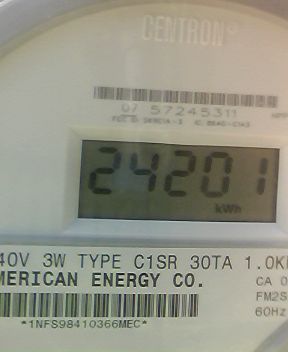 CENTRON®
07 57245311
24201
kWh
40V 3W TYPE C1SR 30TA 1.0K
MERICAN ENERGY CO.
CA 0
FM2S
60Hz
*1NFS98410366MEC*